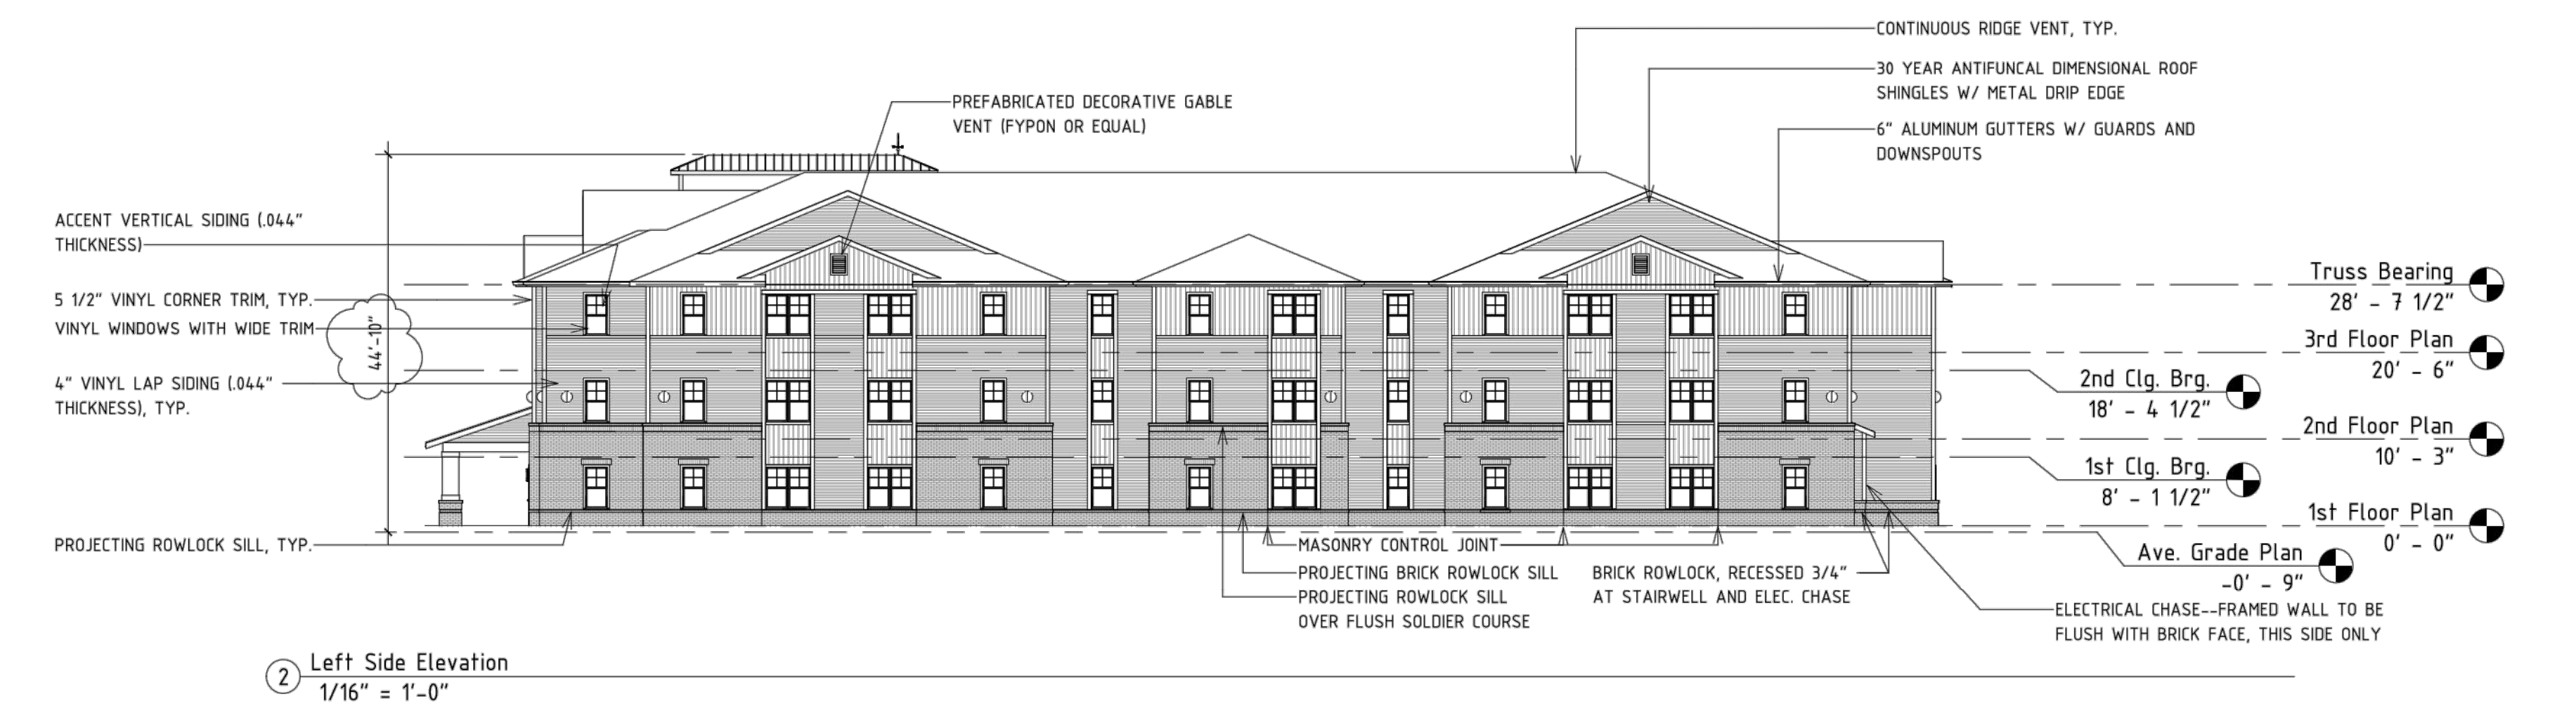 CONTINUOUS RIDGE VENT, TYP.
30 YEAR ANTIFUNCAL DIMENSIONAL ROOF
SHINGLES W/ METAL DRIP EDGE
6" ALUMINUM GUTTERS W/ GUARDS AND
DOWNSPOUTS
PREFABRICATED DECORATIVE GABLE
VENT (FYPON OR EQUAL)
ACCENT VERTICAL SIDING (.044"
THICKNESS)
5 1/2" VINYL CORNER TRIM, TYP.
VINYL WINDOWS WITH WIDE TRIM
44'-10"
4" VINYL LAP SIDING (.044"
THICKNESS), TYP.
PROJECTING ROWLOCK SILL, TYP.
Truss Bearing
28' - 7 1/2"
3rd Floor Plan
20' - 6"
2nd Clg. Brg.
18' - 4 1/2"
2nd Floor Plan
10' - 3"
1st Clg. Brg.
8' - 1 1/2"
1st Floor Plan
0' - 0"
Ave. Grade Plan
-0' - 9"
MASONRY CONTROL JOINT
PROJECTING BRICK ROWLOCK SILL
PROJECTING ROWLOCK SILL
OVER FLUSH SOLDIER COURSE
BRICK ROWLOCK, RECESSED 3/4"
AT STAIRWELL AND ELEC. CHASE
ELECTRICAL CHASE--FRAMED WALL TO BE
FLUSH WITH BRICK FACE, THIS SIDE ONLY
2
Left Side Elevation
1/16" = 1'-0"